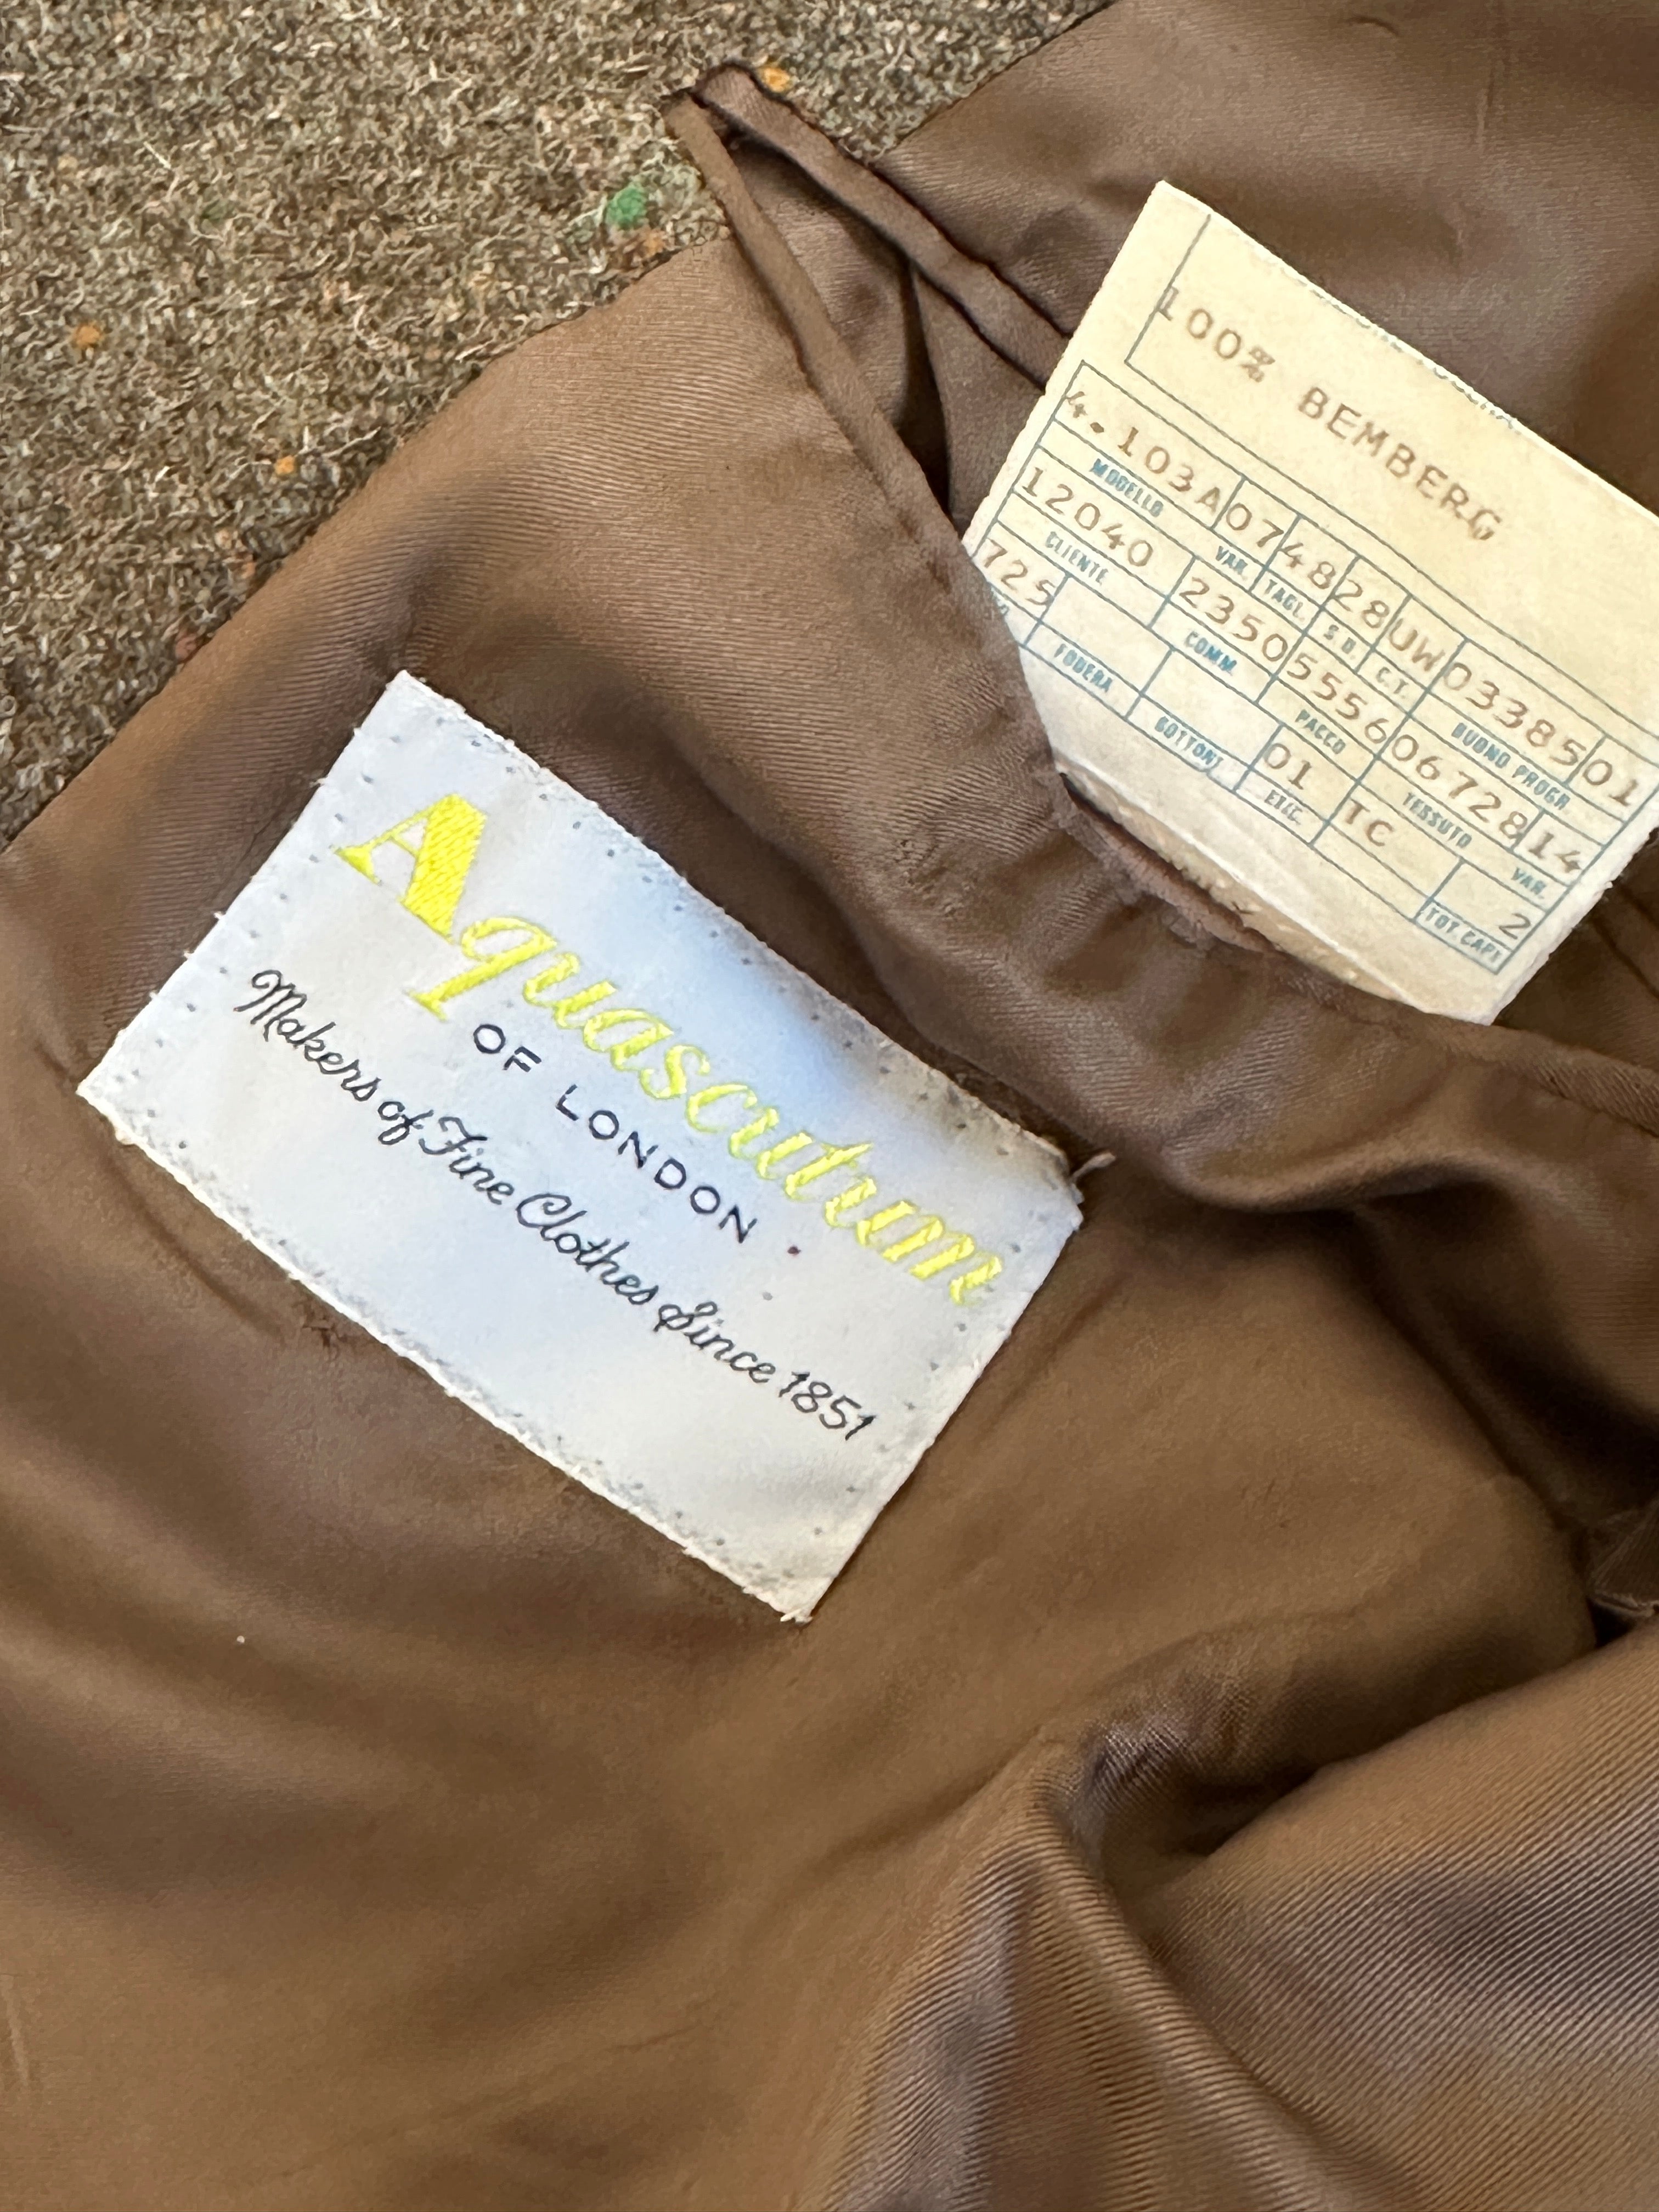 100% BEMBERG
4.103A 07 48 28 UW 03385 01
MODELLO VAR. TAGL. S D. C.T. BUONO PROGR
12040 2350 5556 06728 14
CLIENTE COMM. PACCO TESSUTO VAR.
725 01 TC 2
FODERA BOTTONI ETIC. TOT. CAPI
Aquascutum
OF LONDON
Makers of Fine Clothes Since 1851